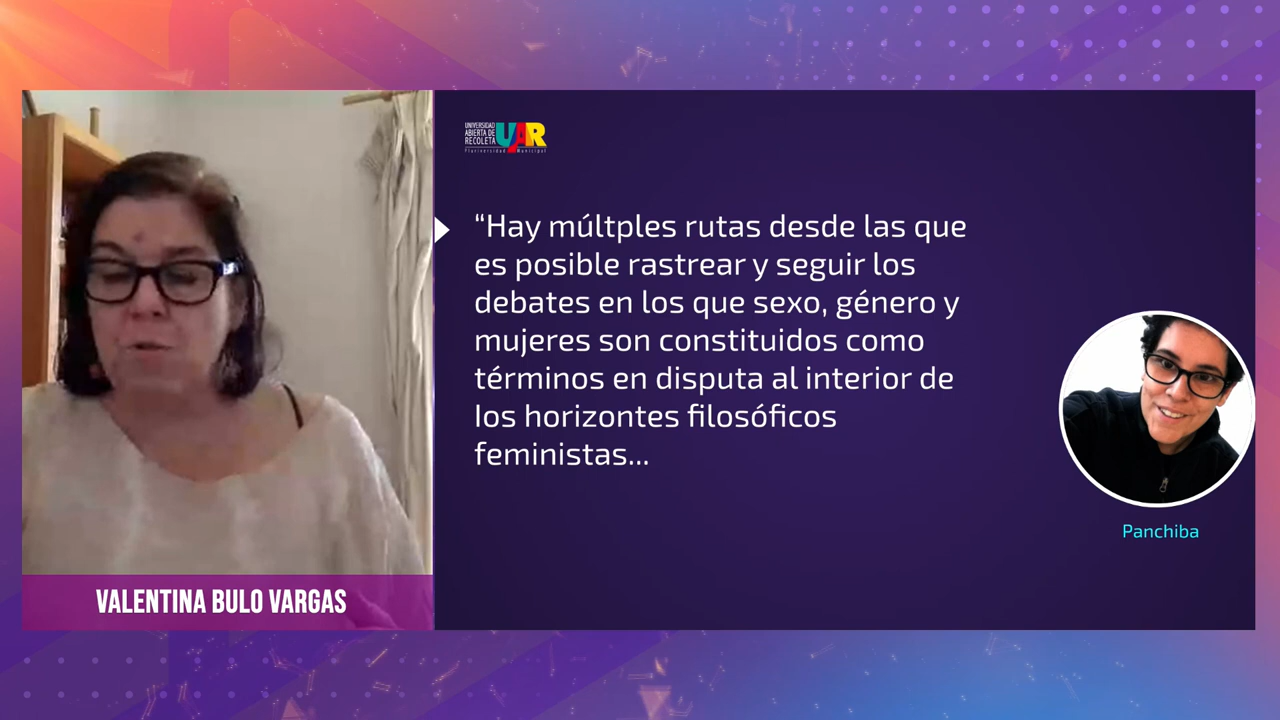 UNIVERSIDAD
ABIERTA DE
RECOLETA
UAR
Pluriversidad Municipal
“Hay múltples rutas desde las que
es posible rastrear y seguir los
debates en los que sexo, género y
mujeres son constituidos como
términos en disputa al interior de
los horizontes filosóficos
feministas...
Panchiba
VALENTINA BULO VARGAS